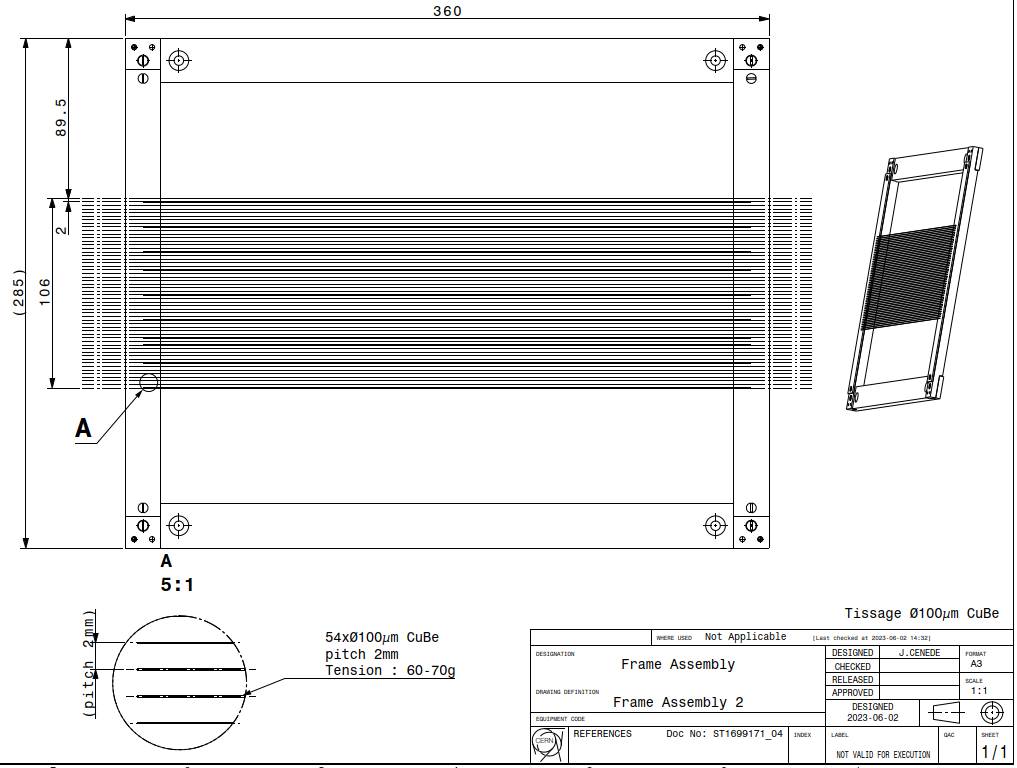 360
89.5
2
106
(285)
A
A
5:1
(pitch 2mm)
54xØ100µm CuBe
pitch 2mm
Tension : 60-70g
Tissage Ø100µm CuBe
WHERE USED Not Applicable [Last checked at 2023-06-02 14:32]
DESIGNATION
Frame Assembly
DRAWING DEFINITION
Frame Assembly 2
EQUIPMENT CODE
DESIGNED J.CENEDE
CHECKED
RELEASED
APPROVED
FORMAT
A3
SCALE
1:1
DESIGNED
2023-06-02
CERN
REFERENCES Doc No: ST1699171_04
INDEX
LABEL
NOT VALID FOR EXECUTION
QAC
SHEET
1/1